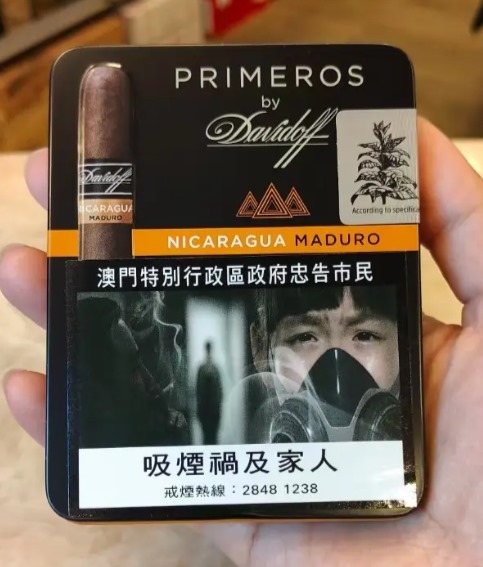 PRIMEROS
by
Davidoff
Davidoff
NICARAGUA
MADURO
According to specifica
NICARAGUA MADURO
澳門特別行政區政府忠告市民
吸煙禍及家人
戒煙熱線：2848 1238